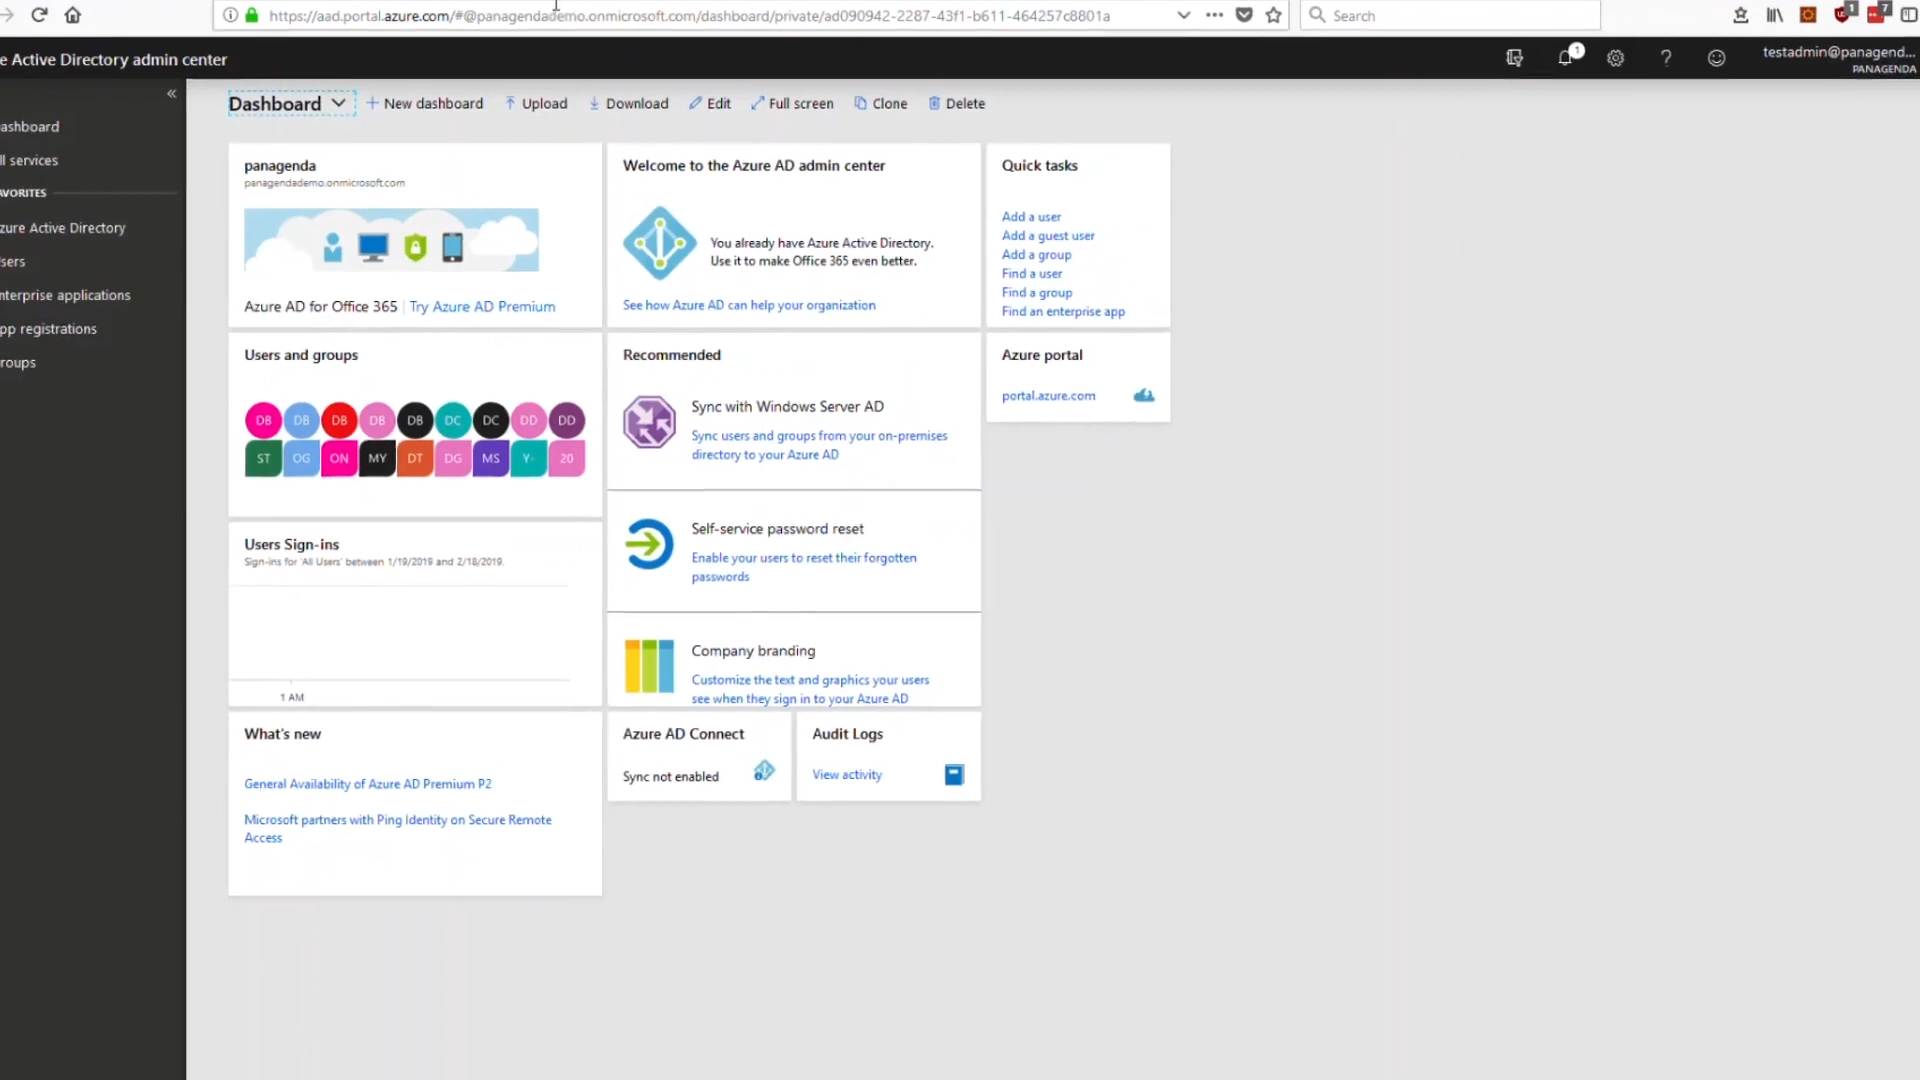 https://aad.portal.azure.com/#@panagendademo.onmicrosoft.com/dashboard/private/ad090942-2287-43f1-b611-464257c8801a
Search
1
7
e Active Directory admin center
1
testadmin@panagend...
PANAGENDA
«
ashboard
ll services
AVORITES
zure Active Directory
sers
nterprise applications
pp registrations
roups
Dashboard
New dashboard
Upload
Download
Edit
Full screen
Clone
Delete
panagenda
panagendademo.onmicrosoft.com
Azure AD for Office 365 | Try Azure AD Premium
Welcome to the Azure AD admin center
You already have Azure Active Directory.
Use it to make Office 365 even better.
See how Azure AD can help your organization
Quick tasks
Add a user
Add a guest user
Add a group
Find a user
Find a group
Find an enterprise app
Users and groups
DB DB DB DB DB DC DC DD DD
ST OG ON MY DT DG MS Y- 20
Recommended
Sync with Windows Server AD
Sync users and groups from your on-premises
directory to your Azure AD
Self-service password reset
Enable your users to reset their forgotten
passwords
Company branding
Customize the text and graphics your users
see when they sign in to your Azure AD
Azure portal
portal.azure.com
Users Sign-ins
Sign-ins for 'All Users' between 1/19/2019 and 2/18/2019.
1 AM
What's new
General Availability of Azure AD Premium P2
Microsoft partners with Ping Identity on Secure Remote
Access
Azure AD Connect
Sync not enabled
Audit Logs
View activity